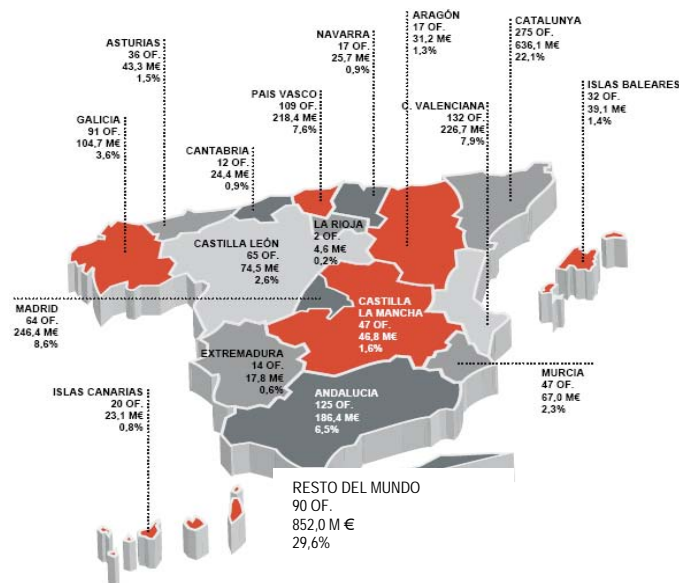 ASTURIAS
36 OF.
43,3 M€
1,5%
NAVARRA
17 OF.
25,7 M€
0,9%
ARAGÓN
17 OF.
31,2 M€
1,3%
CATALUNYA
275 OF.
636,1 M€
22,1%
ISLAS BALEARES
32 OF.
39,1 M€
1,4%
GALICIA
91 OF.
104,7 M€
3,6%
PAIS VASCO
109 OF.
218,4 M€
7,6%
C. VALENCIANA
132 OF.
226,7 M€
7,9%
CANTABRIA
12 OF.
24,4 M€
0,9%
LA RIOJA
2 OF.
4,6 M€
0,2%
CASTILLA LEÓN
65 OF.
74,5 M€
2,6%
MADRID
64 OF.
246,4 M€
8,6%
CASTILLA
LA MANCHA
47 OF.
46,8 M€
1,6%
EXTREMADURA
14 OF.
17,8 M€
0,6%
MURCIA
47 OF.
67,0 M€
2,3%
ISLAS CANARIAS
20 OF.
23,1 M€
0,8%
ANDALUCIA
125 OF.
186,4 M€
6,5%
RESTO DEL MUNDO
90 OF.
852,0 M €
29,6%